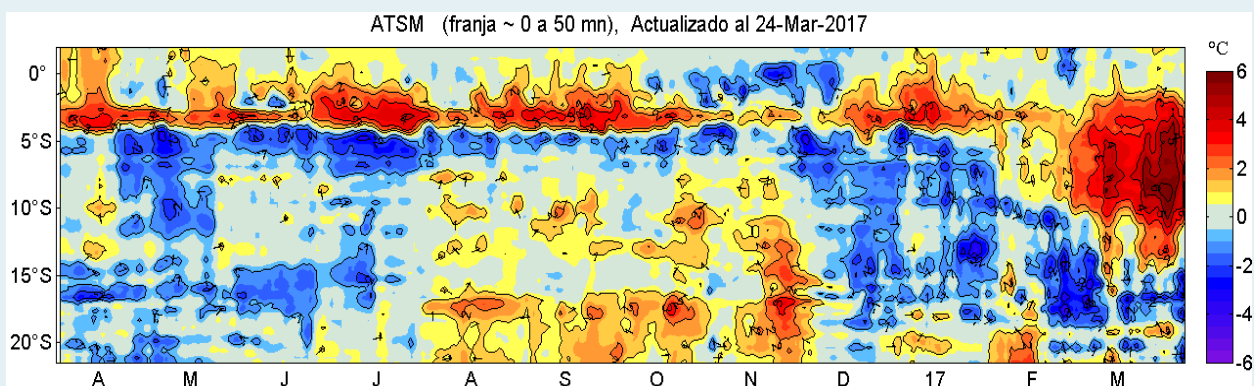 ATSM (franja ~ 0 a 50 mn), Actualizado al 24-Mar-2017
ºC
0°
5°S
10°S
15°S
20°S
6
4
2
0
-2
-4
-6
A M J J A S O N D 17 F M